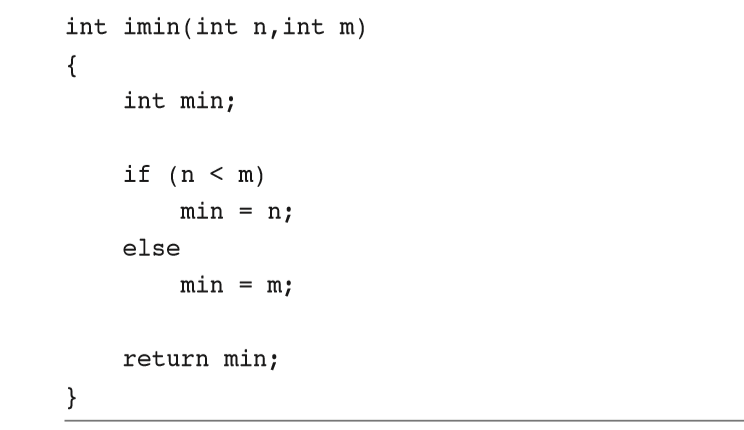 int imin(int n,int m)
{
    int min;

    if (n < m)
        min = n;
    else
        min = m;

    return min;
}